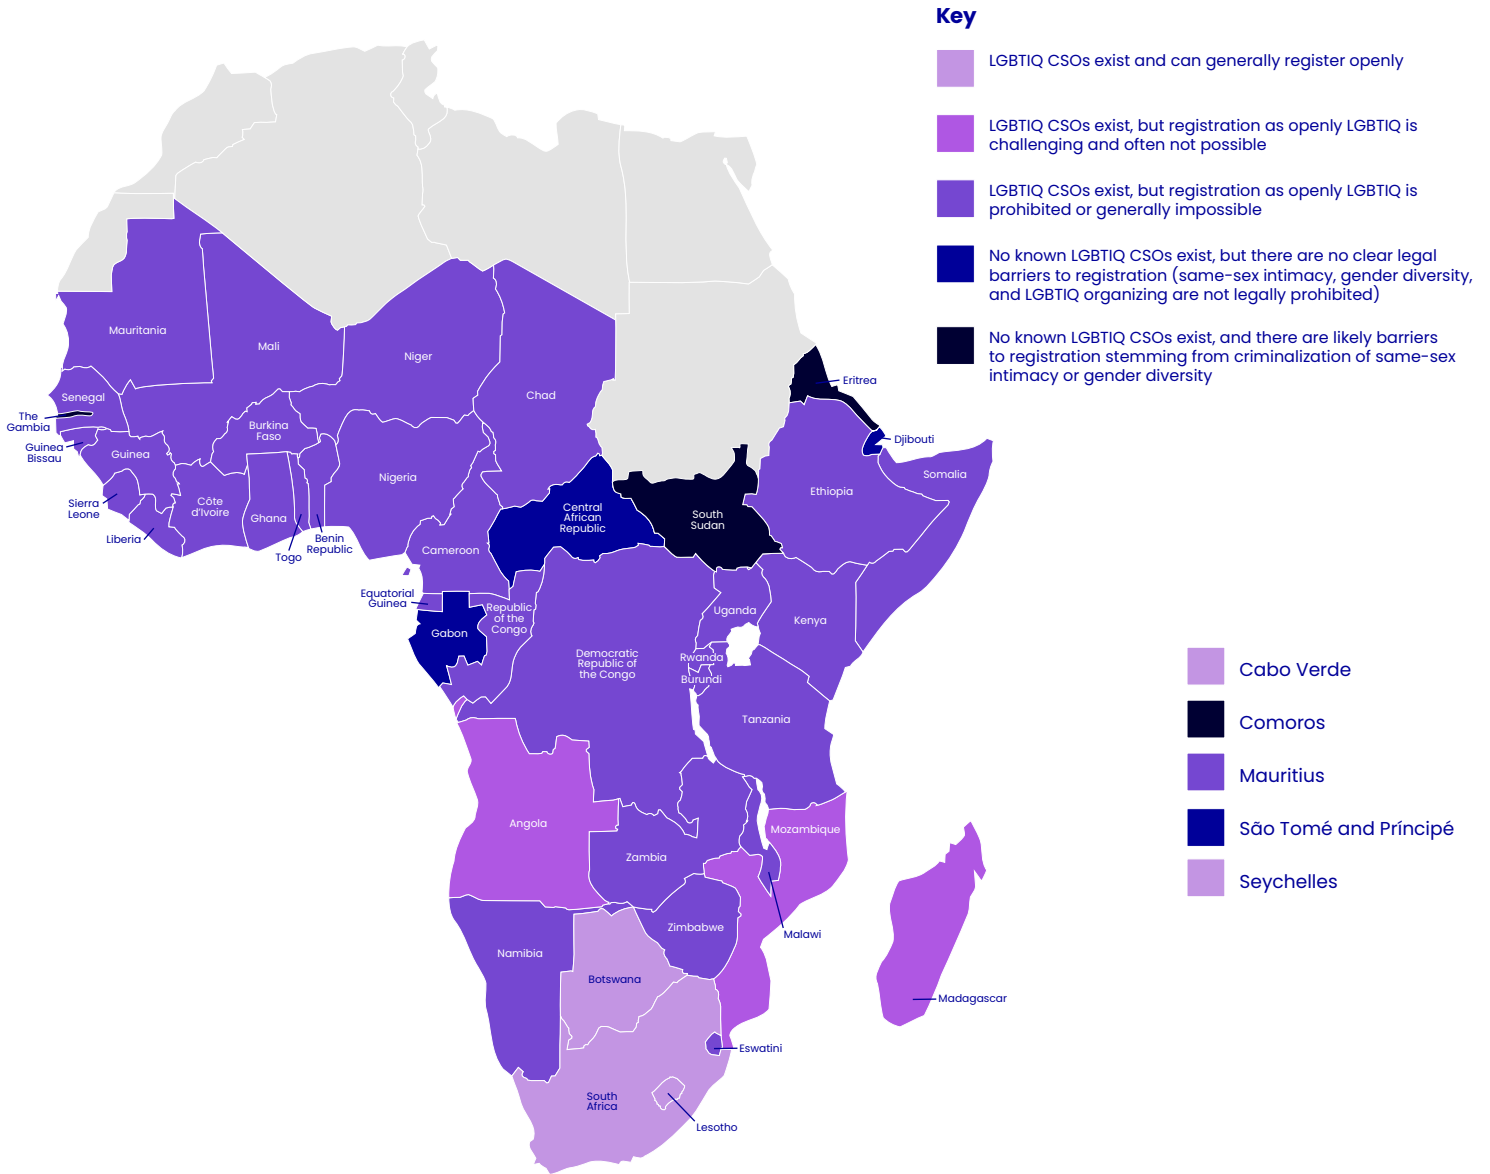 Key
LGBTIQ CSOs exist and can generally register openly
LGBTIQ CSOs exist, but registration as openly LGBTIQ is
challenging and often not possible
LGBTIQ CSOs exist, but registration as openly LGBTIQ is
prohibited or generally impossible
No known LGBTIQ CSOs exist, but there are no clear legal
barriers to registration (same-sex intimacy, gender diversity,
and LGBTIQ organizing are not legally prohibited)
No known LGBTIQ CSOs exist, and there are likely barriers
to registration stemming from criminalization of same-sex
intimacy or gender diversity
Mauritania
Mali
Niger
Chad
Eritrea
Senegal
The
Gambia
Guinea
Bissau
Guinea
Burkina
Faso
Djibouti
Somalia
Nigeria
Ethiopia
Sierra
Leone
Côte
d'Ivoire
Ghana
Central
African
Republic
South
Sudan
Liberia
Togo
Benin
Republic
Cameroon
Equatorial
Guinea
Republic
of the
Congo
Gabon
Uganda
Kenya
Democratic
Republic of
the Congo
Rwanda
Burundi
Tanzania
Cabo Verde
Comoros
Mauritius
São Tomé and Príncipé
Seychelles
Angola
Mozambique
Zambia
Malawi
Zimbabwe
Namibia
Botswana
Madagascar
Eswatini
South
Africa
Lesotho